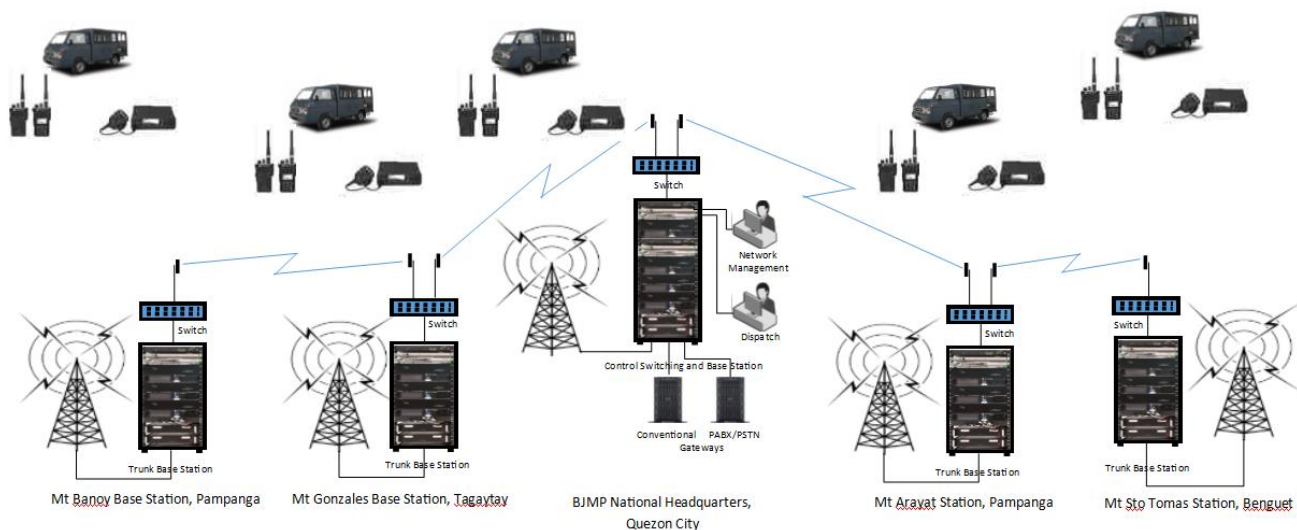 Switch
Network
Management
Dispatch
Switch
Switch
Switch
Switch
Control Switching and Base Station
Conventional
Gateways
PABX/PSTN
Trunk Base Station
Trunk Base Station
Trunk Base Station
Trunk Base Station
Mt Banoy Base Station, Pampanga
Mt Gonzales Base Station, Tagaytay
BJMP National Headquarters,
Quezon City
Mt Arayat Station, Pampanga
Mt Sto Tomas Station, Benguet